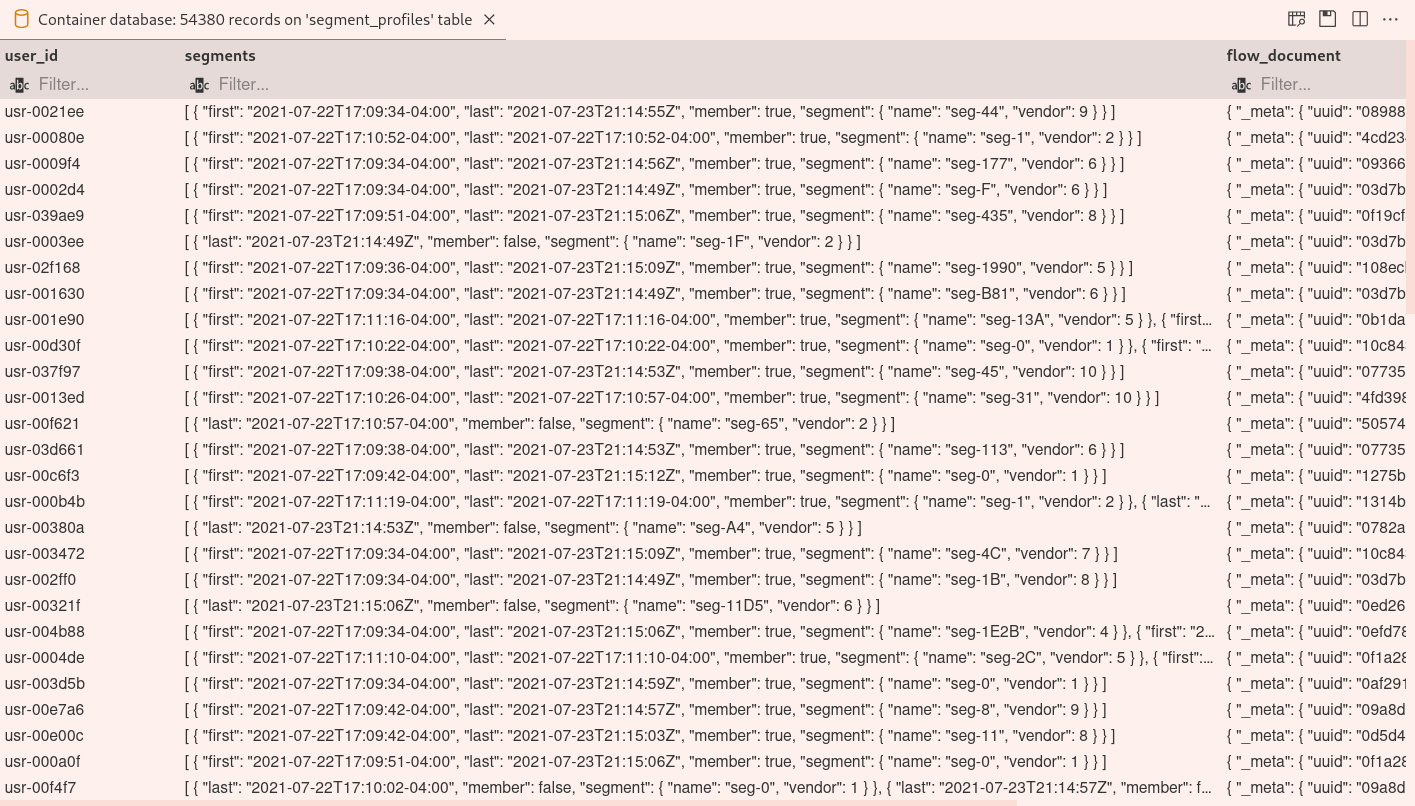 Container database: 54380 records on 'segment_profiles' table
user_id segments flow_document
abc Filter... abc Filter... abc Filter...
usr-0021ee [ { "first": "2021-07-22T17:09:34-04:00", "last": "2021-07-23T21:14:55Z", "member": true, "segment": { "name": "seg-44", "vendor": 9 } } ] { "_meta": { "uuid": "08988
usr-00080e [ { "first": "2021-07-22T17:10:52-04:00", "last": "2021-07-22T17:10:52-04:00", "member": true, "segment": { "name": "seg-1", "vendor": 2 } } ] { "_meta": { "uuid": "4cd23
usr-0009f4 [ { "first": "2021-07-22T17:09:34-04:00", "last": "2021-07-23T21:14:56Z", "member": true, "segment": { "name": "seg-177", "vendor": 6 } } ] { "_meta": { "uuid": "09366
usr-0002d4 [ { "first": "2021-07-22T17:09:34-04:00", "last": "2021-07-23T21:14:49Z", "member": true, "segment": { "name": "seg-F", "vendor": 6 } } ] { "_meta": { "uuid": "03d7b
usr-039ae9 [ { "first": "2021-07-22T17:09:51-04:00", "last": "2021-07-23T21:15:06Z", "member": true, "segment": { "name": "seg-435", "vendor": 8 } } ] { "_meta": { "uuid": "0f19cf
usr-0003ee [ { "last": "2021-07-23T21:14:49Z", "member": false, "segment": { "name": "seg-1F", "vendor": 2 } } ] { "_meta": { "uuid": "03d7b
usr-02f168 [ { "first": "2021-07-22T17:09:36-04:00", "last": "2021-07-23T21:15:09Z", "member": true, "segment": { "name": "seg-1990", "vendor": 5 } } ] { "_meta": { "uuid": "108ec
usr-001630 [ { "first": "2021-07-22T17:09:34-04:00", "last": "2021-07-23T21:14:49Z", "member": true, "segment": { "name": "seg-B81", "vendor": 6 } } ] { "_meta": { "uuid": "03d7b
usr-001e90 [ { "first": "2021-07-22T17:11:16-04:00", "last": "2021-07-22T17:11:16-04:00", "member": true, "segment": { "name": "seg-13A", "vendor": 5 } }, { "first... { "_meta": { "uuid": "0b1da
usr-00d30f [ { "first": "2021-07-22T17:10:22-04:00", "last": "2021-07-22T17:10:22-04:00", "member": true, "segment": { "name": "seg-0", "vendor": 1 } }, { "first": "... { "_meta": { "uuid": "10c84
usr-037f97 [ { "first": "2021-07-22T17:09:38-04:00", "last": "2021-07-23T21:14:53Z", "member": true, "segment": { "name": "seg-45", "vendor": 10 } } ] { "_meta": { "uuid": "07735
usr-0013ed [ { "first": "2021-07-22T17:10:26-04:00", "last": "2021-07-22T17:10:57-04:00", "member": true, "segment": { "name": "seg-31", "vendor": 10 } } ] { "_meta": { "uuid": "4fd398
usr-00f621 [ { "last": "2021-07-22T17:10:57-04:00", "member": false, "segment": { "name": "seg-65", "vendor": 2 } } ] { "_meta": { "uuid": "50574
usr-03d661 [ { "first": "2021-07-22T17:09:38-04:00", "last": "2021-07-23T21:14:53Z", "member": true, "segment": { "name": "seg-113", "vendor": 6 } } ] { "_meta": { "uuid": "07735
usr-00c6f3 [ { "first": "2021-07-22T17:09:42-04:00", "last": "2021-07-23T21:15:12Z", "member": true, "segment": { "name": "seg-0", "vendor": 1 } } ] { "_meta": { "uuid": "1275b
usr-000b4b [ { "first": "2021-07-22T17:11:19-04:00", "last": "2021-07-22T17:11:19-04:00", "member": true, "segment": { "name": "seg-1", "vendor": 2 } }, { "last": "... { "_meta": { "uuid": "1314b
usr-00380a [ { "last": "2021-07-23T21:14:53Z", "member": false, "segment": { "name": "seg-A4", "vendor": 5 } } ] { "_meta": { "uuid": "0782a
usr-003472 [ { "first": "2021-07-22T17:09:34-04:00", "last": "2021-07-23T21:15:09Z", "member": true, "segment": { "name": "seg-4C", "vendor": 7 } } ] { "_meta": { "uuid": "10c84
usr-002ff0 [ { "first": "2021-07-22T17:09:34-04:00", "last": "2021-07-23T21:14:49Z", "member": true, "segment": { "name": "seg-1B", "vendor": 8 } } ] { "_meta": { "uuid": "03d7b
usr-00321f [ { "last": "2021-07-23T21:15:06Z", "member": false, "segment": { "name": "seg-11D5", "vendor": 6 } } ] { "_meta": { "uuid": "0ed26
usr-004b88 [ { "first": "2021-07-22T17:09:34-04:00", "last": "2021-07-23T21:15:06Z", "member": true, "segment": { "name": "seg-1E2B", "vendor": 4 } }, { "first": "2... { "_meta": { "uuid": "0efd78
usr-0004de [ { "first": "2021-07-22T17:11:10-04:00", "last": "2021-07-22T17:11:10-04:00", "member": true, "segment": { "name": "seg-2C", "vendor": 5 } }, { "first":... { "_meta": { "uuid": "0f1a28
usr-003d5b [ { "first": "2021-07-22T17:09:34-04:00", "last": "2021-07-23T21:14:59Z", "member": true, "segment": { "name": "seg-0", "vendor": 1 } } ] { "_meta": { "uuid": "0af291
usr-00e7a6 [ { "first": "2021-07-22T17:09:42-04:00", "last": "2021-07-23T21:14:57Z", "member": true, "segment": { "name": "seg-8", "vendor": 9 } } ] { "_meta": { "uuid": "09a8d
usr-00e00c [ { "first": "2021-07-22T17:09:42-04:00", "last": "2021-07-23T21:15:03Z", "member": true, "segment": { "name": "seg-11", "vendor": 8 } } ] { "_meta": { "uuid": "0d5d4
usr-000a0f [ { "first": "2021-07-22T17:09:51-04:00", "last": "2021-07-23T21:15:06Z", "member": true, "segment": { "name": "seg-0", "vendor": 1 } } ] { "_meta": { "uuid": "0f1a28
usr-00f4f7 [ { "last": "2021-07-22T17:10:02-04:00", "member": false, "segment": { "name": "seg-0", "vendor": 1 } }, { "last": "2021-07-23T21:14:57Z", "member": f... { "_meta": { "uuid": "09a8d